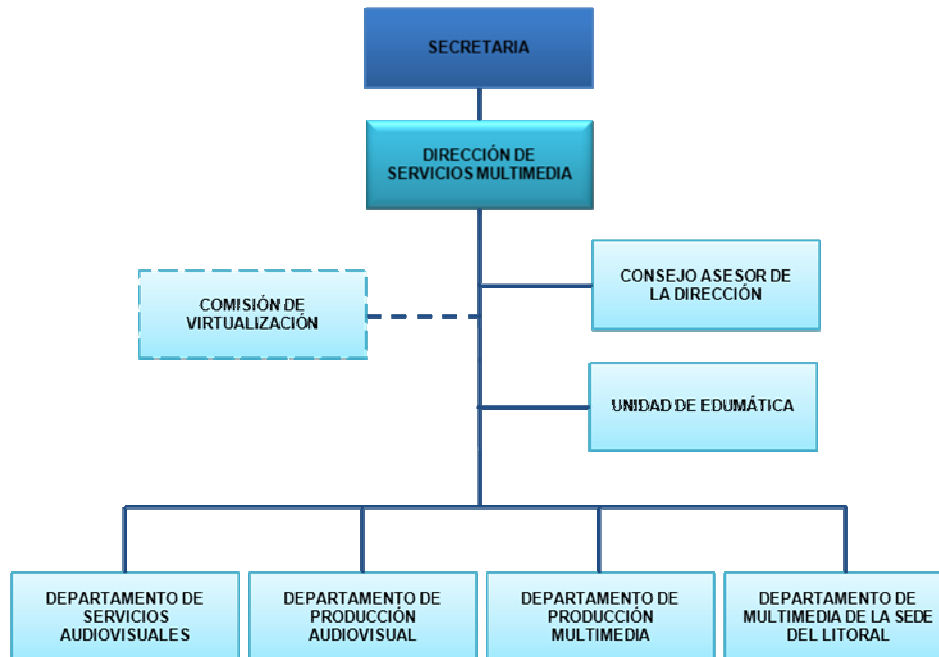 SECRETARIA
DIRECCIÓN DE
SERVICIOS MULTIMEDIA
CONSEJO ASESOR DE
LA DIRECCIÓN
COMISIÓN DE
VIRTUALIZACIÓN
UNIDAD DE EDUMÁTICA
DEPARTAMENTO DE
SERVICIOS
AUDIOVISUALES
DEPARTAMENTO DE
PRODUCCIÓN
AUDIOVISUAL
DEPARTAMENTO DE
PRODUCCIÓN
MULTIMEDIA
DEPARTAMENTO DE
MULTIMEDIA DE LA SEDE
DEL LITORAL